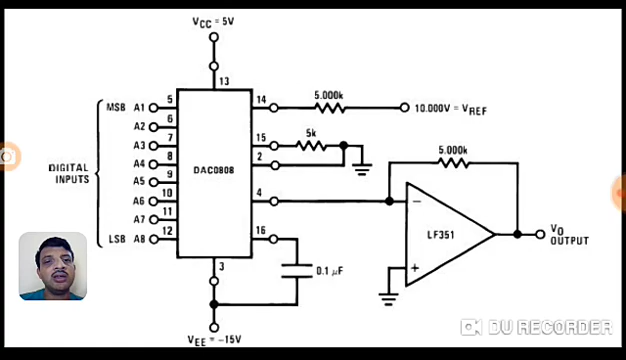 VCC = 5V
13
MSB A1 5
A2 6
A3 7
A4 8
A5 9
A6 10
A7 11
LSB A8 12
DIGITAL
INPUTS
DAC0808
14 5.000k 10.000V = VREF
15 5k
2
4
16
0.1 µF
3
VEE = -15V
5.000k
−
LF351
+
VO
OUTPUT
DU RECORDER